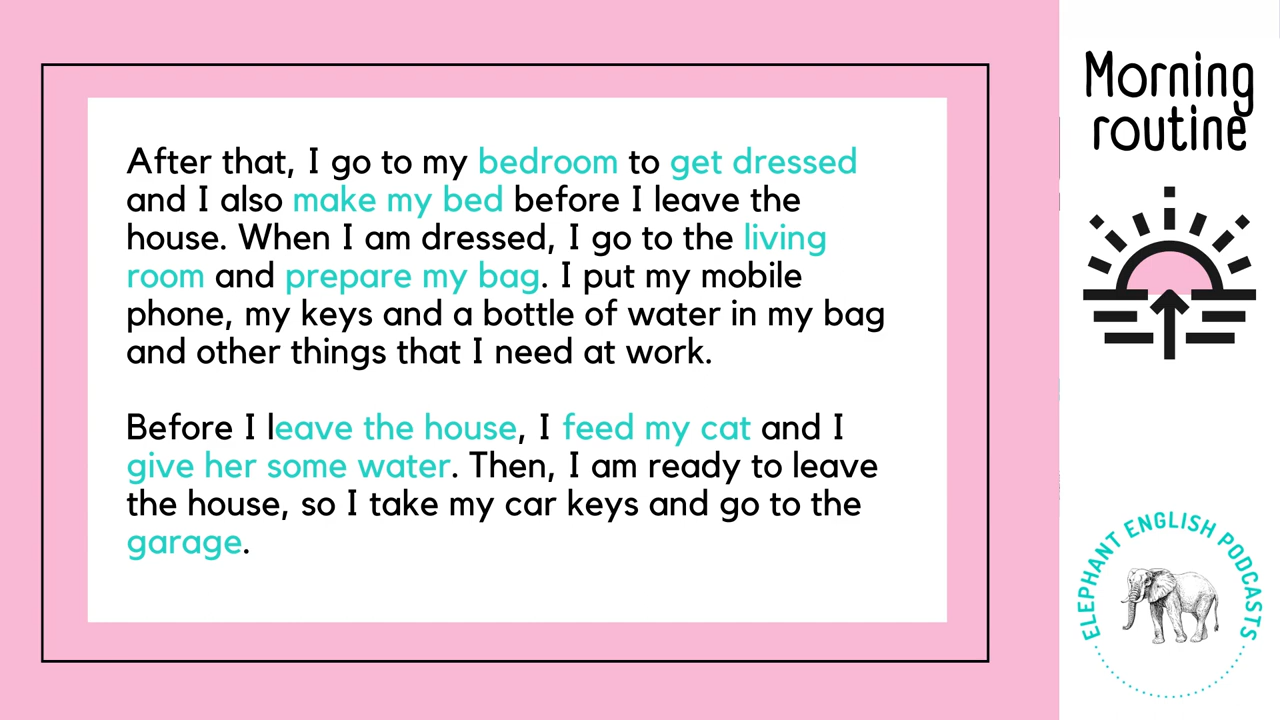 After that, I go to my bedroom to get dressed
and I also make my bed before I leave the
house. When I am dressed, I go to the living
room and prepare my bag. I put my mobile
phone, my keys and a bottle of water in my bag
and other things that I need at work.
Before I leave the house, I feed my cat and I
give her some water. Then, I am ready to leave
the house, so I take my car keys and go to the
garage.
Morning
routine
ELEPHANT ENGLISH PODCASTS